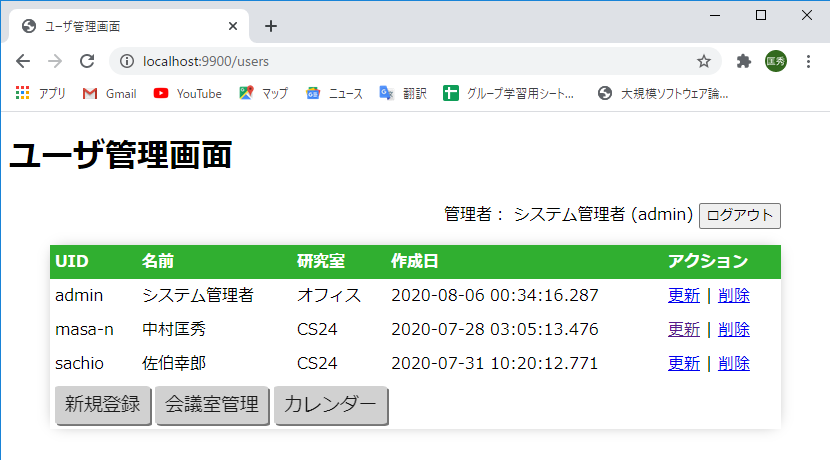 ユーザ管理画面
localhost:9900/users
匡秀
アプリ Gmail YouTube マップ ニュース 翻訳 グループ学習用シート... 大規模ソフトウェア論...
ユーザ管理画面
管理者： システム管理者 (admin) ログアウト
UID 名前 研究室 作成日 アクション
admin システム管理者 オフィス 2020-08-06 00:34:16.287 更新 | 削除
masa-n 中村匡秀 CS24 2020-07-28 03:05:13.476 更新 | 削除
sachio 佐伯幸郎 CS24 2020-07-31 10:20:12.771 更新 | 削除
新規登録 会議室管理 カレンダー